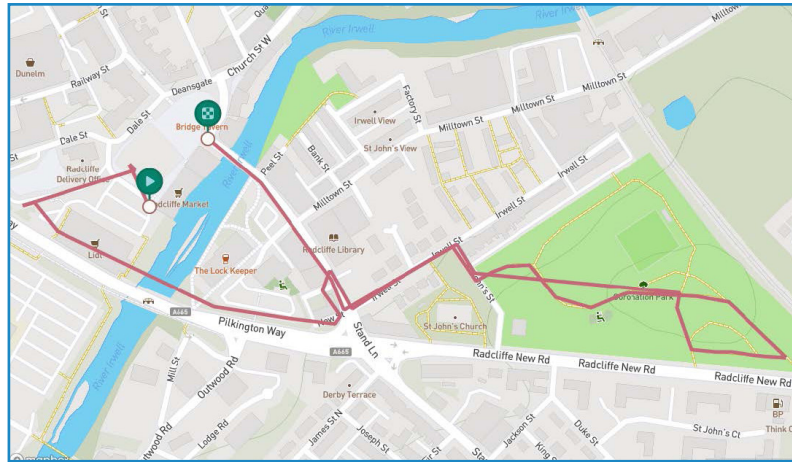 River Irwell
Dunelm
Railway St
Church St W
Deansgate
Dale St
Bridge Tavern
Dale St
Radcliffe
Delivery Office
Radcliffe Market
Lidl
River Irwell
The Lock Keeper
Peel St
Bank St
Milltown St
Irwell View
St John's View
Factory St
Milltown St
Milltown St
Irwell St
Irwell St
Milltown St
Radcliffe Library
Irwell St
Irwell St
St John's Church
Coronation Park
A665
Pilkington Way
New St
Stand Ln
A665
Radcliffe New Rd
Radcliffe New Rd
Radcliffe New Rd
River Irwell
Mill St
Outwood Rd
Outwood Rd
Lodge Rd
Derby Terrace
James St N
Joseph St
Jackson St
King St
Duke St
St John's Ct
BP
mapbox